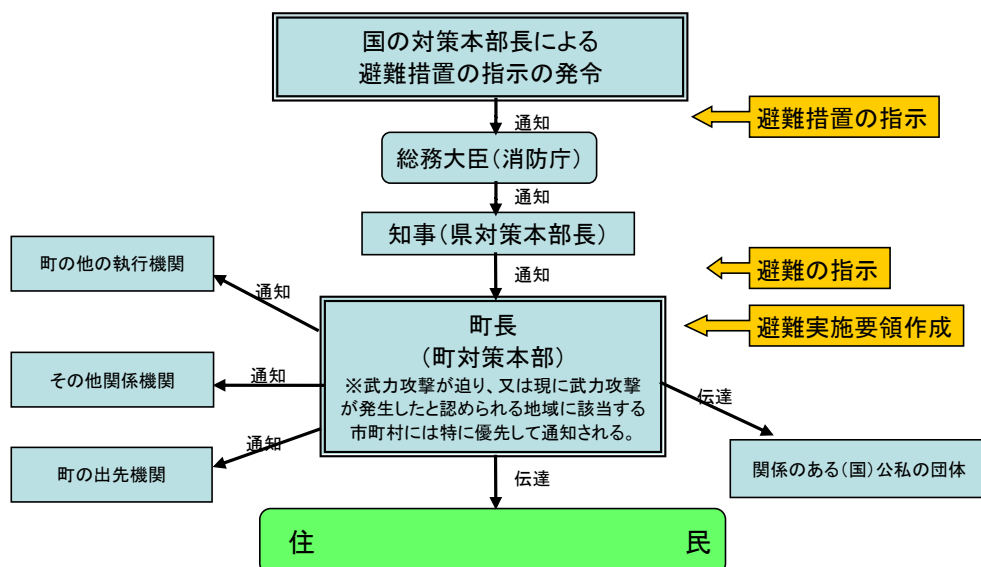 国の対策本部長による
避難措置の指示の発令
通知
避難措置の指示
総務大臣（消防庁）
通知
知事（県対策本部長）
町の他の執行機関
通知
避難の指示
通知
町長
（町対策本部）
※武力攻撃が迫り、又は現に武力攻撃
が発生したと認められる地域に該当する
市町村には特に優先して通知される。
避難実施要領作成
その他関係機関
通知
伝達
町の出先機関
通知
関係のある（国）公私の団体
伝達
住 民